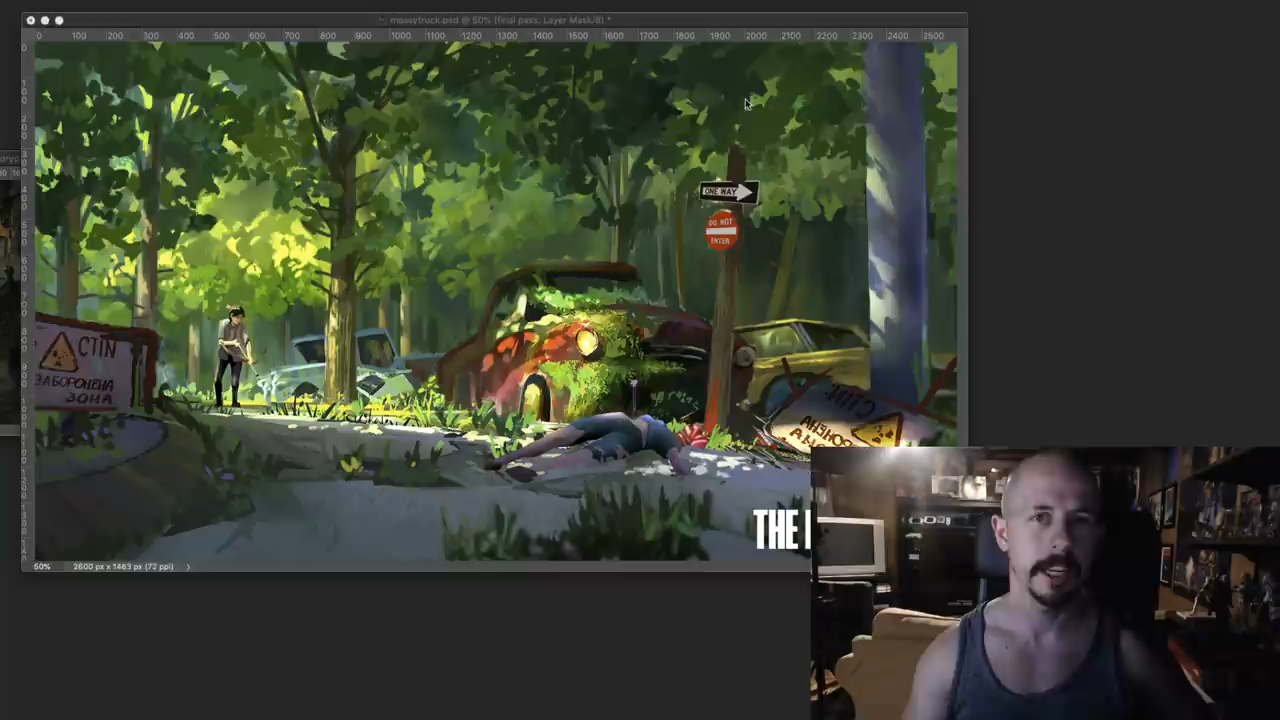 mossytruck.psd @ 50% (final pass, Layer Mask/8) *
0 100 200 300 400 500 600 700 800 900 1000 1100 1200 1300 1400 1500 1600 1700 1800 1900 2000 2100 2200 2300 2400 2500
ONE WAY
DO NOT
ENTER
СТІЙ
ЗАБОРОНЕНА
ЗОНА
THE
50% 2600 px x 1463 px (72 ppi)